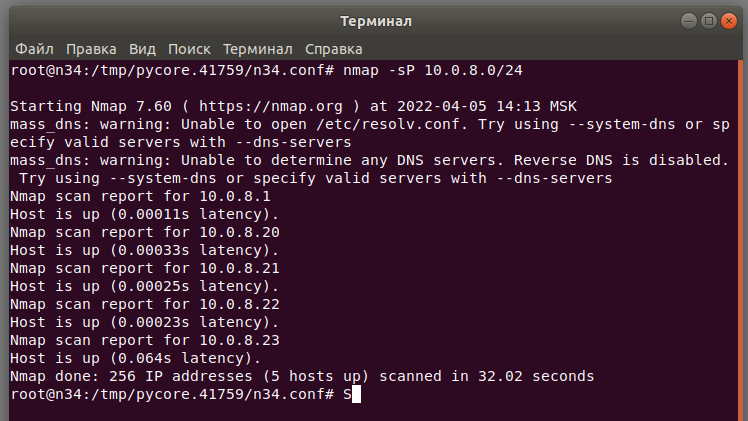 Терминал
Файл Правка Вид Поиск Терминал Справка
root@n34:/tmp/pycore.41759/n34.conf# nmap -sP 10.0.8.0/24
Starting Nmap 7.60 ( https://nmap.org ) at 2022-04-05 14:13 MSK
mass_dns: warning: Unable to open /etc/resolv.conf. Try using --system-dns or sp
ecify valid servers with --dns-servers
mass_dns: warning: Unable to determine any DNS servers. Reverse DNS is disabled.
 Try using --system-dns or specify valid servers with --dns-servers
Nmap scan report for 10.0.8.1
Host is up (0.00011s latency).
Nmap scan report for 10.0.8.20
Host is up (0.00033s latency).
Nmap scan report for 10.0.8.21
Host is up (0.00025s latency).
Nmap scan report for 10.0.8.22
Host is up (0.00023s latency).
Nmap scan report for 10.0.8.23
Host is up (0.064s latency).
Nmap done: 256 IP addresses (5 hosts up) scanned in 32.02 seconds
root@n34:/tmp/pycore.41759/n34.conf# S